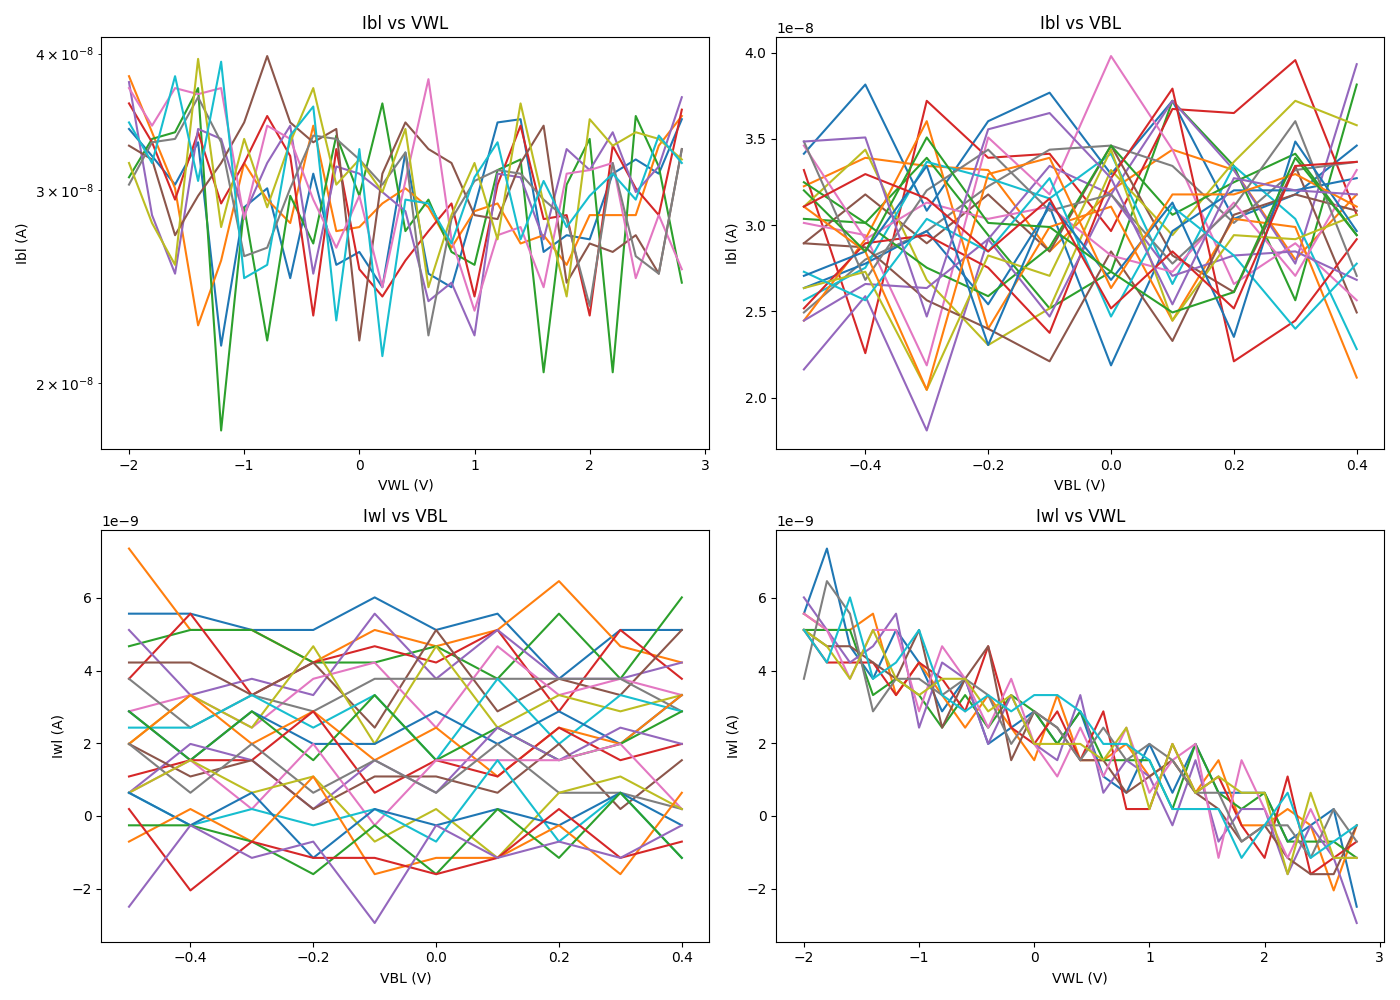 Ibl vs VWL
4 × 10⁻⁸
3 × 10⁻⁸
2 × 10⁻⁸
Ibl (A)
−2 −1 0 1 2 3
VWL (V)
Ibl vs VBL
1e−8
4.0
3.5
3.0
2.5
2.0
Ibl (A)
−0.4 −0.2 0.0 0.2 0.4
VBL (V)
Iwl vs VBL
1e−9
6
4
2
0
−2
Iwl (A)
−0.4 −0.2 0.0 0.2 0.4
VBL (V)
Iwl vs VWL
1e−9
6
4
2
0
−2
Iwl (A)
−2 −1 0 1 2 3
VWL (V)